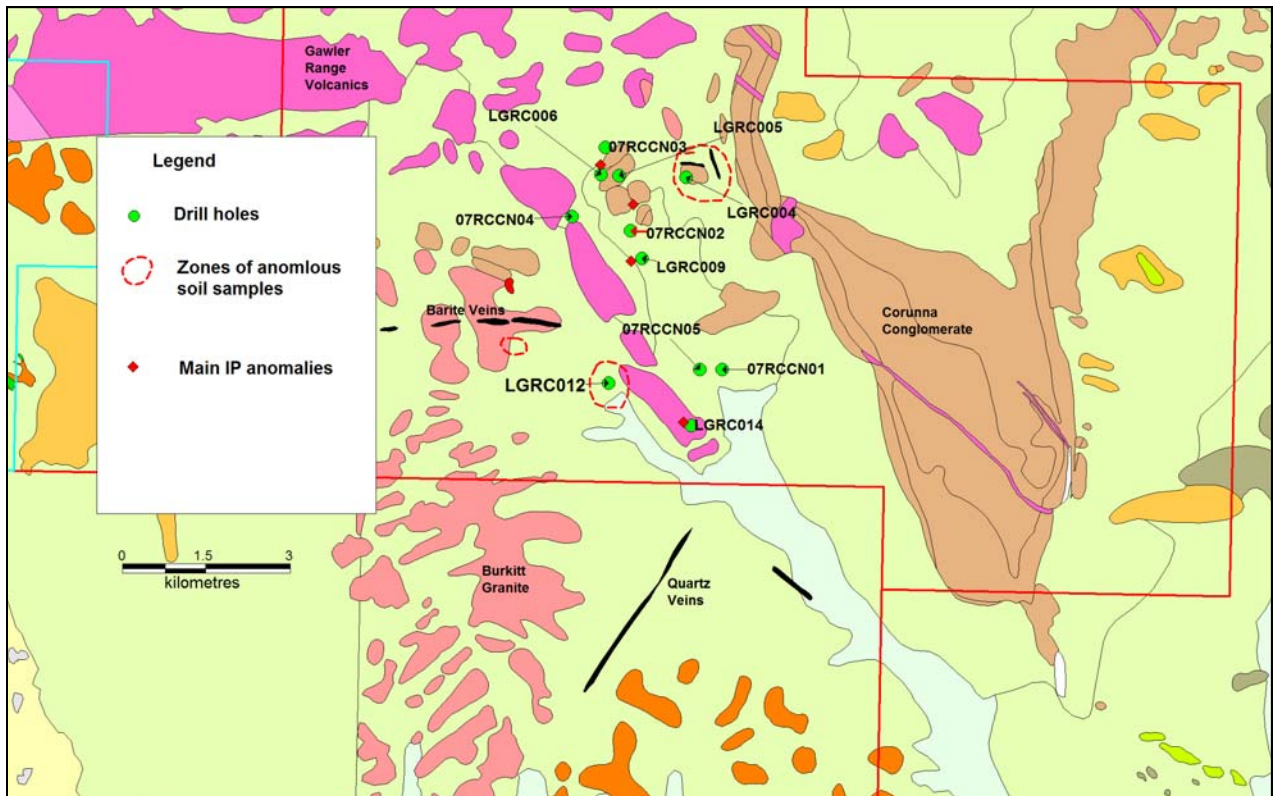 Gawler
Range
Volcanics
LGRC006
LGRC005
07RCCN03
LGRC004
07RCCN04
07RCCN02
LGRC009
Legend
Drill holes
Zones of anomlous
soil samples
Main IP anomalies
Barite Veins
07RCCN05
Corunna
Conglomerate
LGRC012
07RCCN01
LGRC014
0 1.5 3
kilometres
Burkitt
Granite
Quartz
Veins